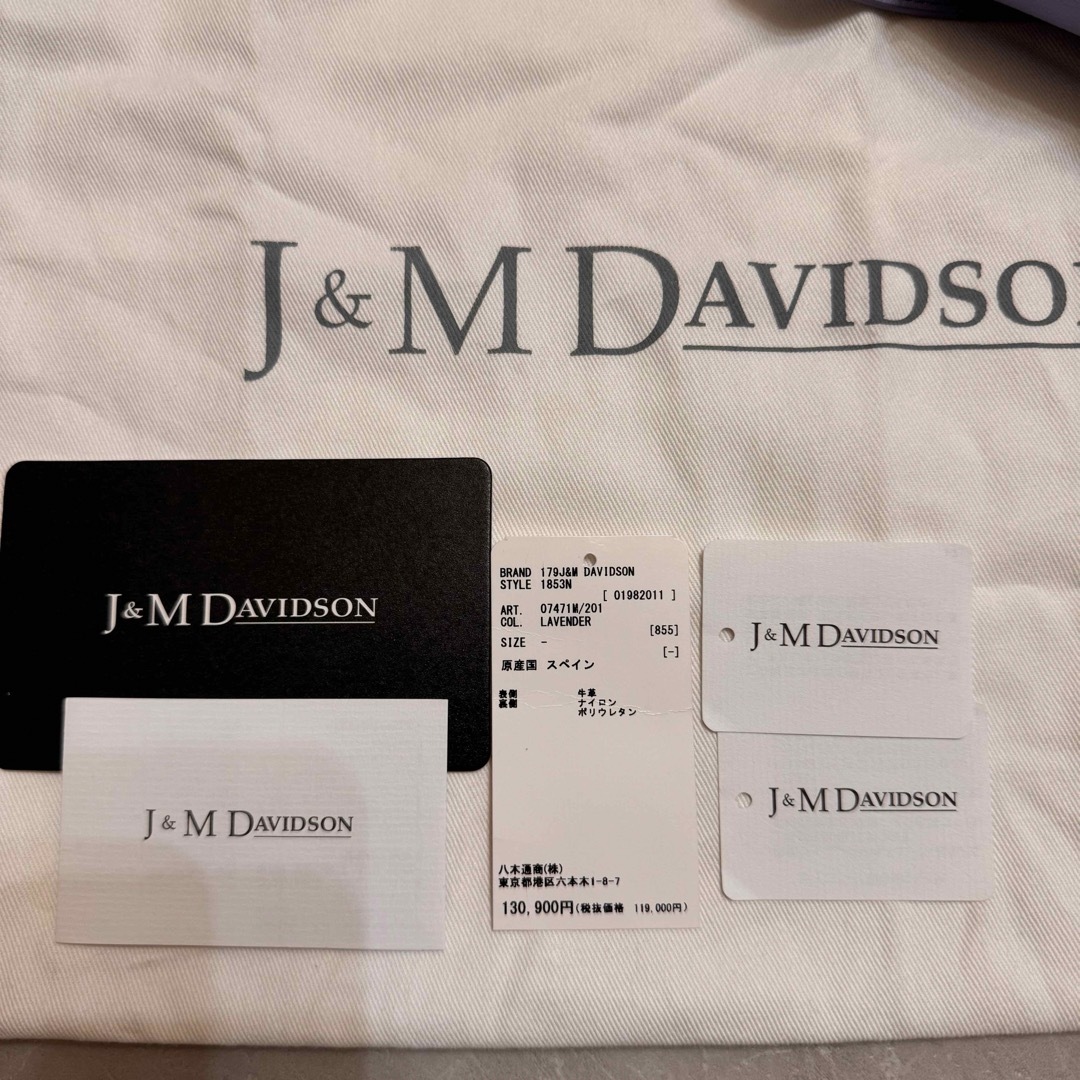 J&M DAVIDSON
J&M DAVIDSON
J&M DAVIDSON
BRAND 179J&M DAVIDSON
STYLE 1853N
[ 01982011 ]
ART. 07471M/201
COL. LAVENDER
[855]
SIZE -
[-]
原産国 スペイン
表側 牛革
裏側 ナイロン
ポリウレタン
八木通商(株)
東京都港区六本木1-8-7
130,900円(税抜価格 119,000円)
J&M DAVIDSON
J&M DAVIDSON